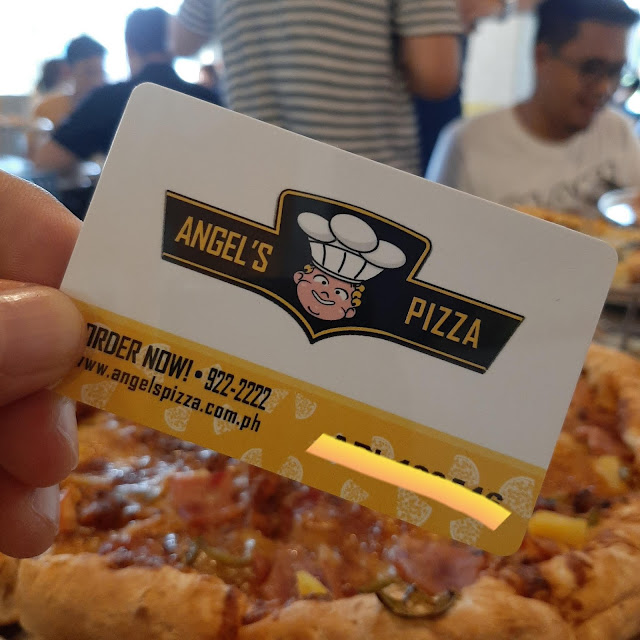 ANGEL'S PIZZA
ORDER NOW! • 922-2222
www.angelspizza.com.ph